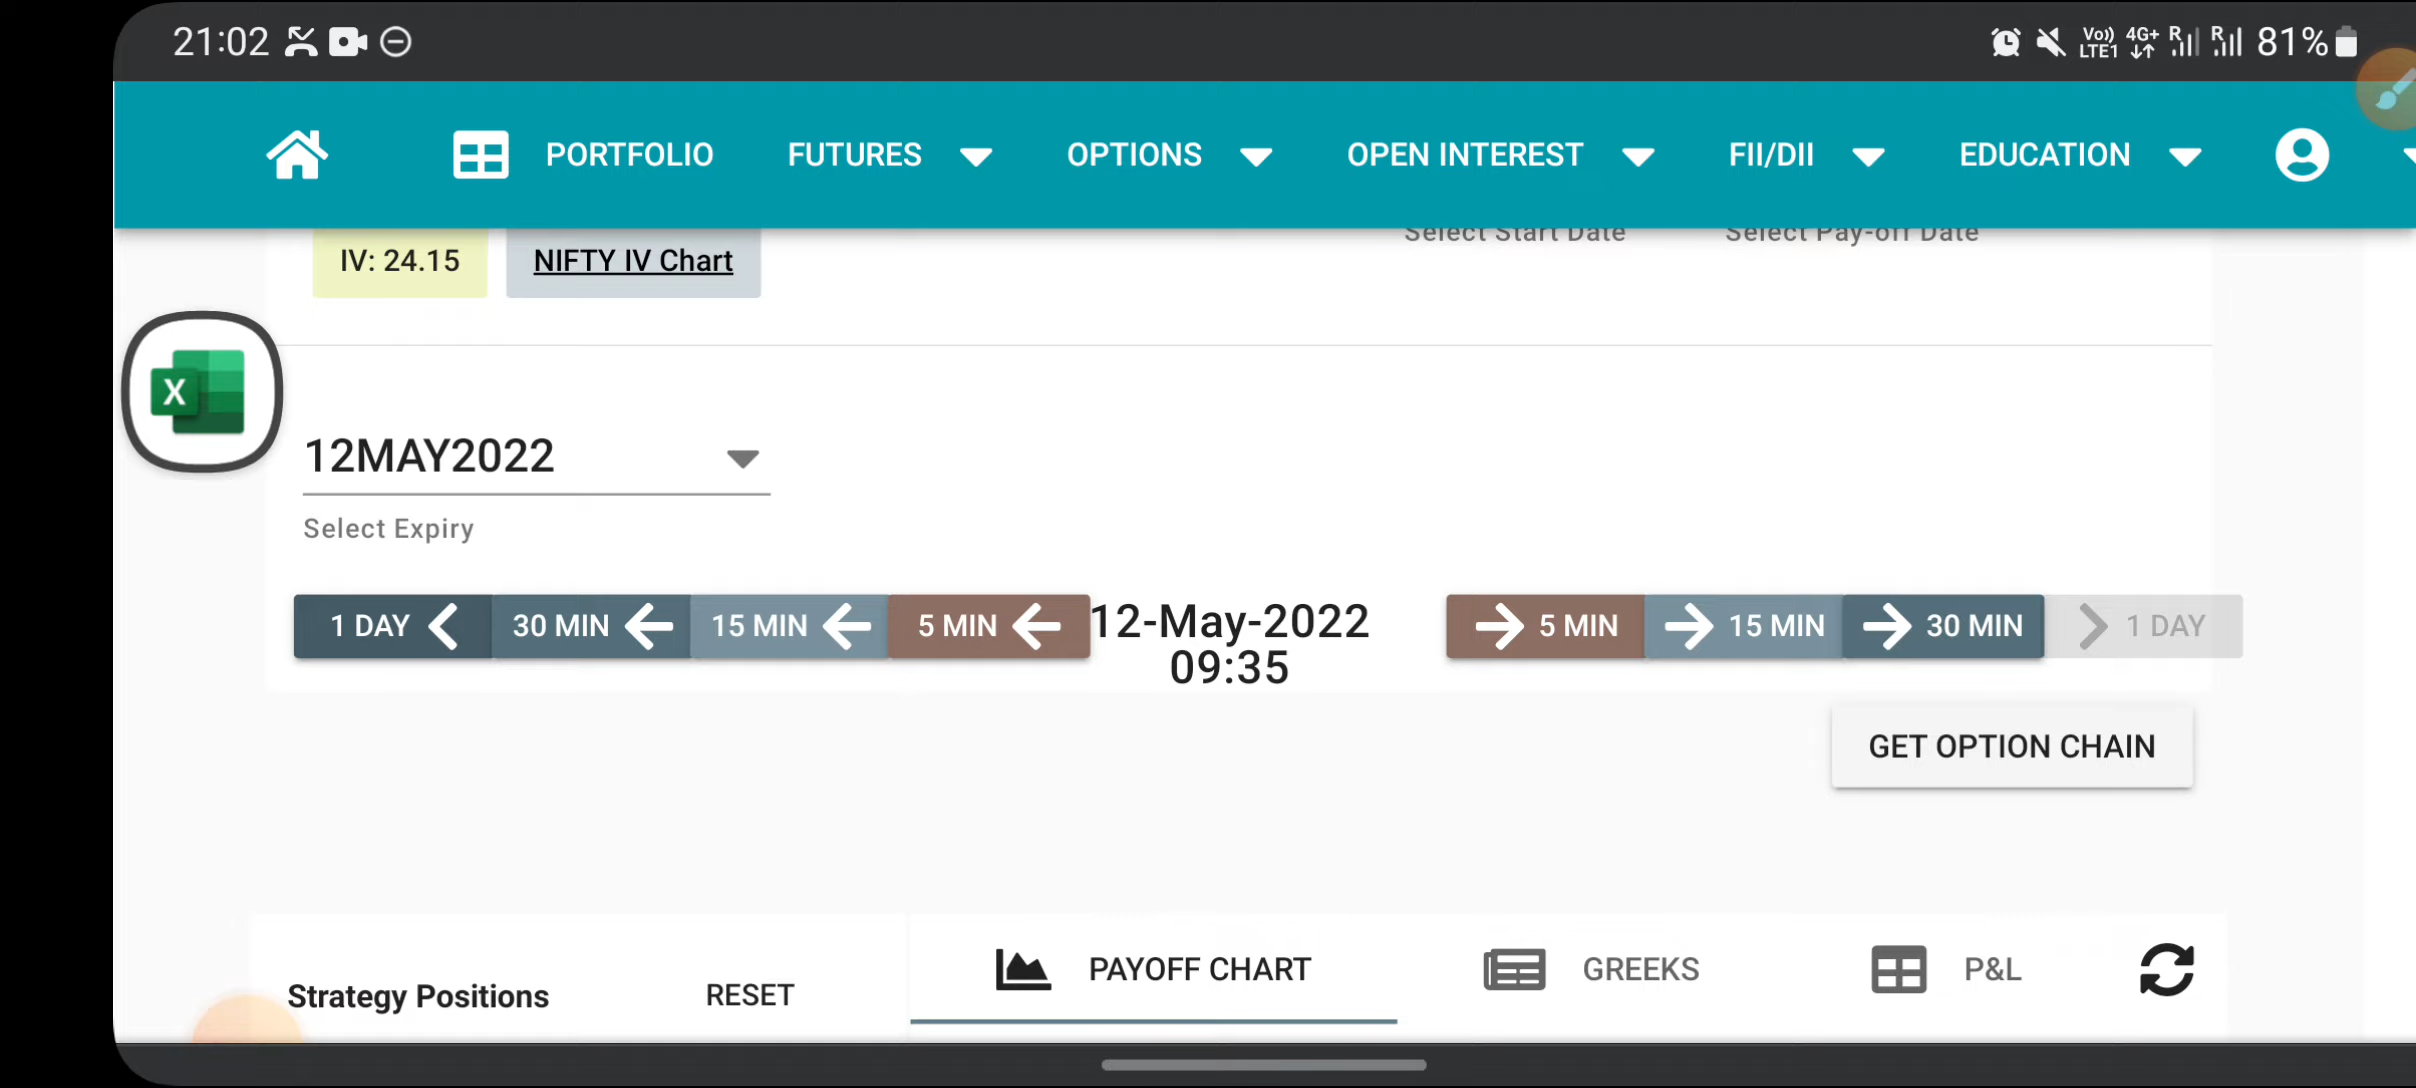 21:02
Vo)) LTE1 4G+ R R 81%
PORTFOLIO FUTURES OPTIONS OPEN INTEREST FII/DII EDUCATION
Select Start Date Select Pay-off Date
IV: 24.15 NIFTY IV Chart
X
12MAY2022
Select Expiry
1 DAY 30 MIN 15 MIN 5 MIN 12-May-2022 5 MIN 15 MIN 30 MIN 1 DAY
09:35
GET OPTION CHAIN
Strategy Positions RESET PAYOFF CHART GREEKS P&L